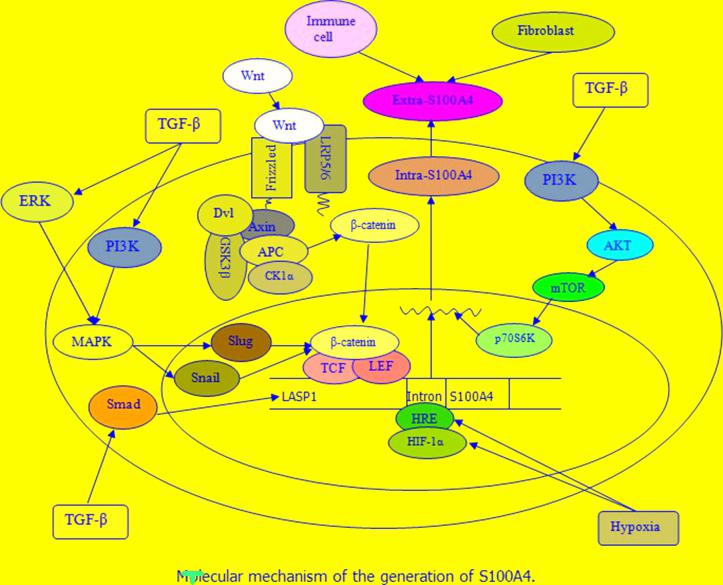 Immune
cell
Fibroblast
Wnt
Extra-S100A4
TGF-β
TGF-β
Wnt
Frizzled
LRP5/6
Intra-S100A4
PI3K
ERK
Dvl
Axin
β-catenin
PI3K
GSK3β
APC
AKT
CK1α
mTOR
MAPK
Slug
β-catenin
p70S6K
Snail
TCF
LEF
Smad
LASP1
Intron
S100A4
HRE
HIF-1α
TGF-β
Hypoxia
Molecular mechanism of the generation of S100A4.